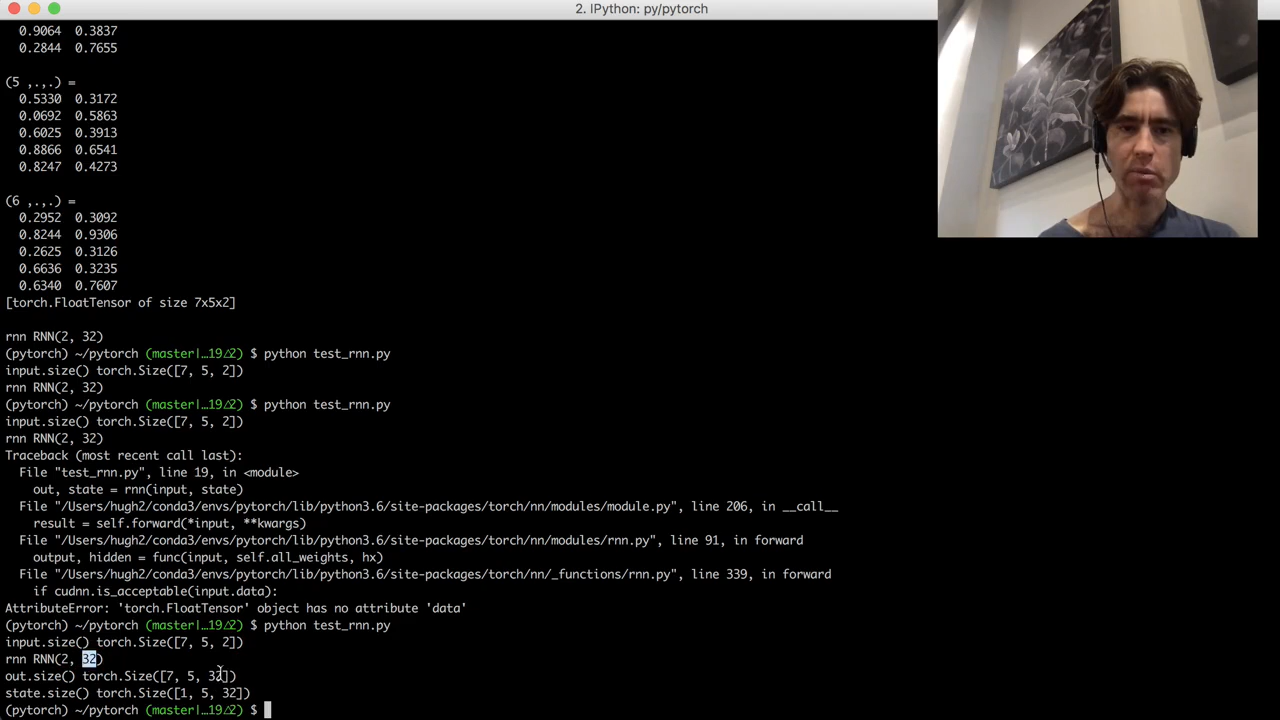 2. IPython: py/pytorch
0.9064 0.3837
0.2844 0.7655
(5 ,.,.) =
0.5330 0.3172
0.0692 0.5863
0.6025 0.3913
0.8866 0.6541
0.8247 0.4273
(6 ,.,.) =
0.2952 0.3092
0.8244 0.9306
0.2625 0.3126
0.6636 0.3235
0.6340 0.7607
[torch.FloatTensor of size 7x5x2]
rnn RNN(2, 32)
(pytorch) ~/pytorch (master|…19△2) $ python test_rnn.py
input.size() torch.Size([7, 5, 2])
rnn RNN(2, 32)
(pytorch) ~/pytorch (master|…19△2) $ python test_rnn.py
input.size() torch.Size([7, 5, 2])
rnn RNN(2, 32)
Traceback (most recent call last):
File "test_rnn.py", line 19, in <module>
out, state = rnn(input, state)
File "/Users/hugh2/conda3/envs/pytorch/lib/python3.6/site-packages/torch/nn/modules/module.py", line 206, in __call__
result = self.forward(*input, **kwargs)
File "/Users/hugh2/conda3/envs/pytorch/lib/python3.6/site-packages/torch/nn/modules/rnn.py", line 91, in forward
output, hidden = func(input, self.all_weights, hx)
File "/Users/hugh2/conda3/envs/pytorch/lib/python3.6/site-packages/torch/nn/_functions/rnn.py", line 339, in forward
if cudnn.is_acceptable(input.data):
AttributeError: 'torch.FloatTensor' object has no attribute 'data'
(pytorch) ~/pytorch (master|…19△2) $ python test_rnn.py
input.size() torch.Size([7, 5, 2])
rnn RNN(2, 32)
out.size() torch.Size([7, 5, 32])
state.size() torch.Size([1, 5, 32])
(pytorch) ~/pytorch (master|…19△2) $